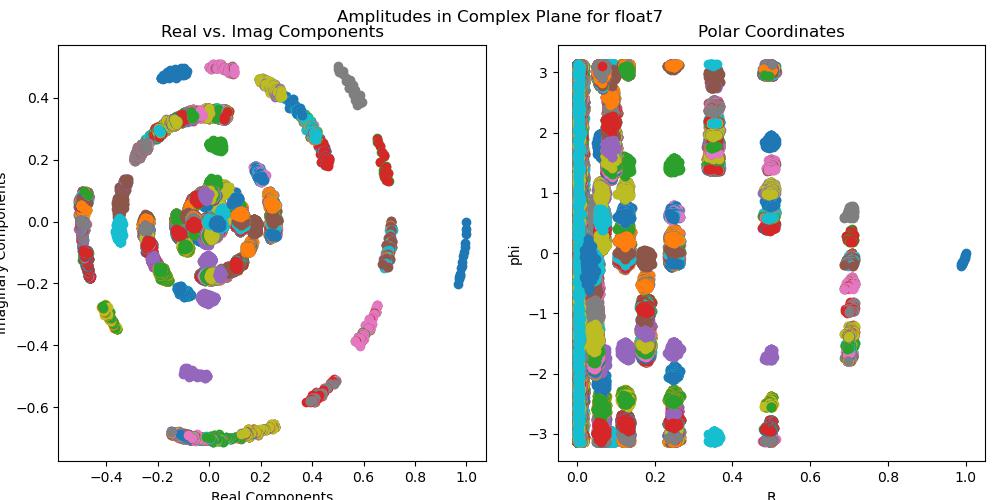 Amplitudes in Complex Plane for float7
Real vs. Imag Components
Polar Coordinates
0.4
0.2
0.0
−0.2
−0.4
−0.6
Imaginary Components
−0.4 −0.2 0.0 0.2 0.4 0.6 0.8 1.0
Real Components
3
2
1
0
−1
−2
−3
phi
0.0 0.2 0.4 0.6 0.8 1.0
R